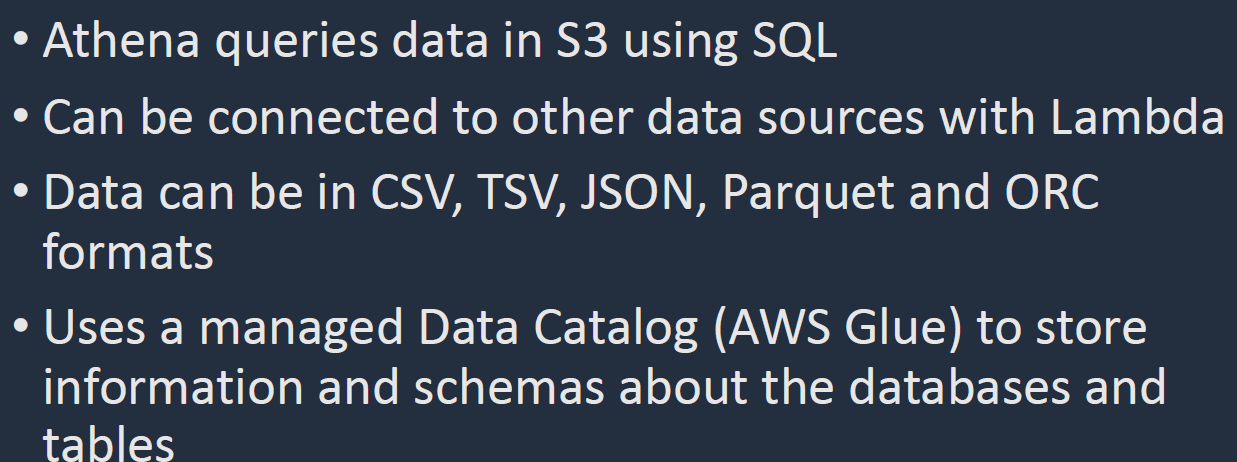 • Athena queries data in S3 using SQL
• Can be connected to other data sources with Lambda
• Data can be in CSV, TSV, JSON, Parquet and ORC
formats
• Uses a managed Data Catalog (AWS Glue) to store
information and schemas about the databases and
tables